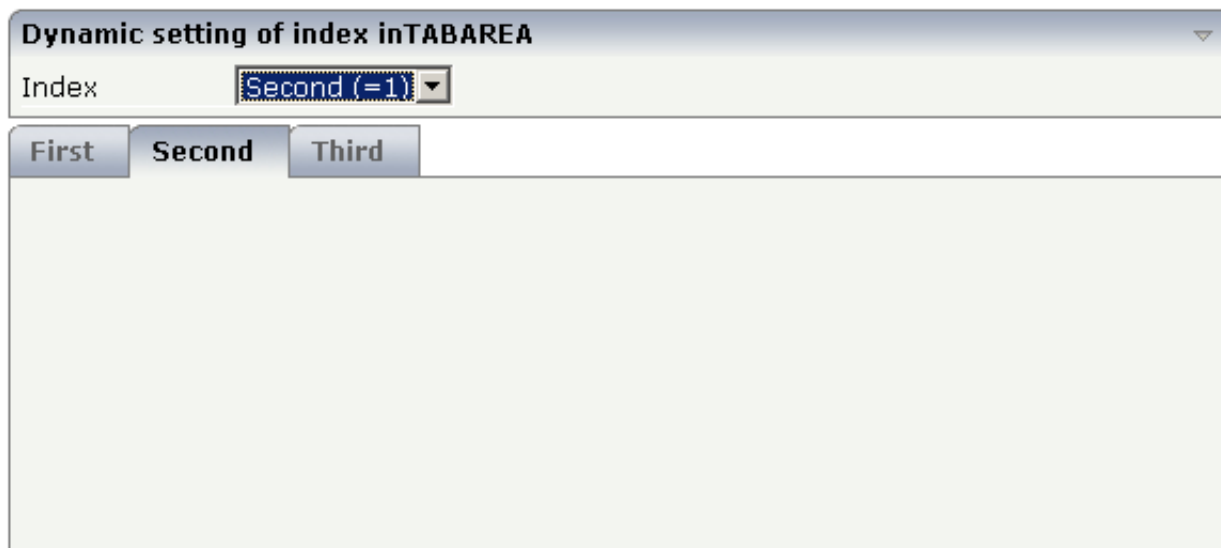 Dynamic setting of index inTABAREA
Index Second (=1)
First Second Third